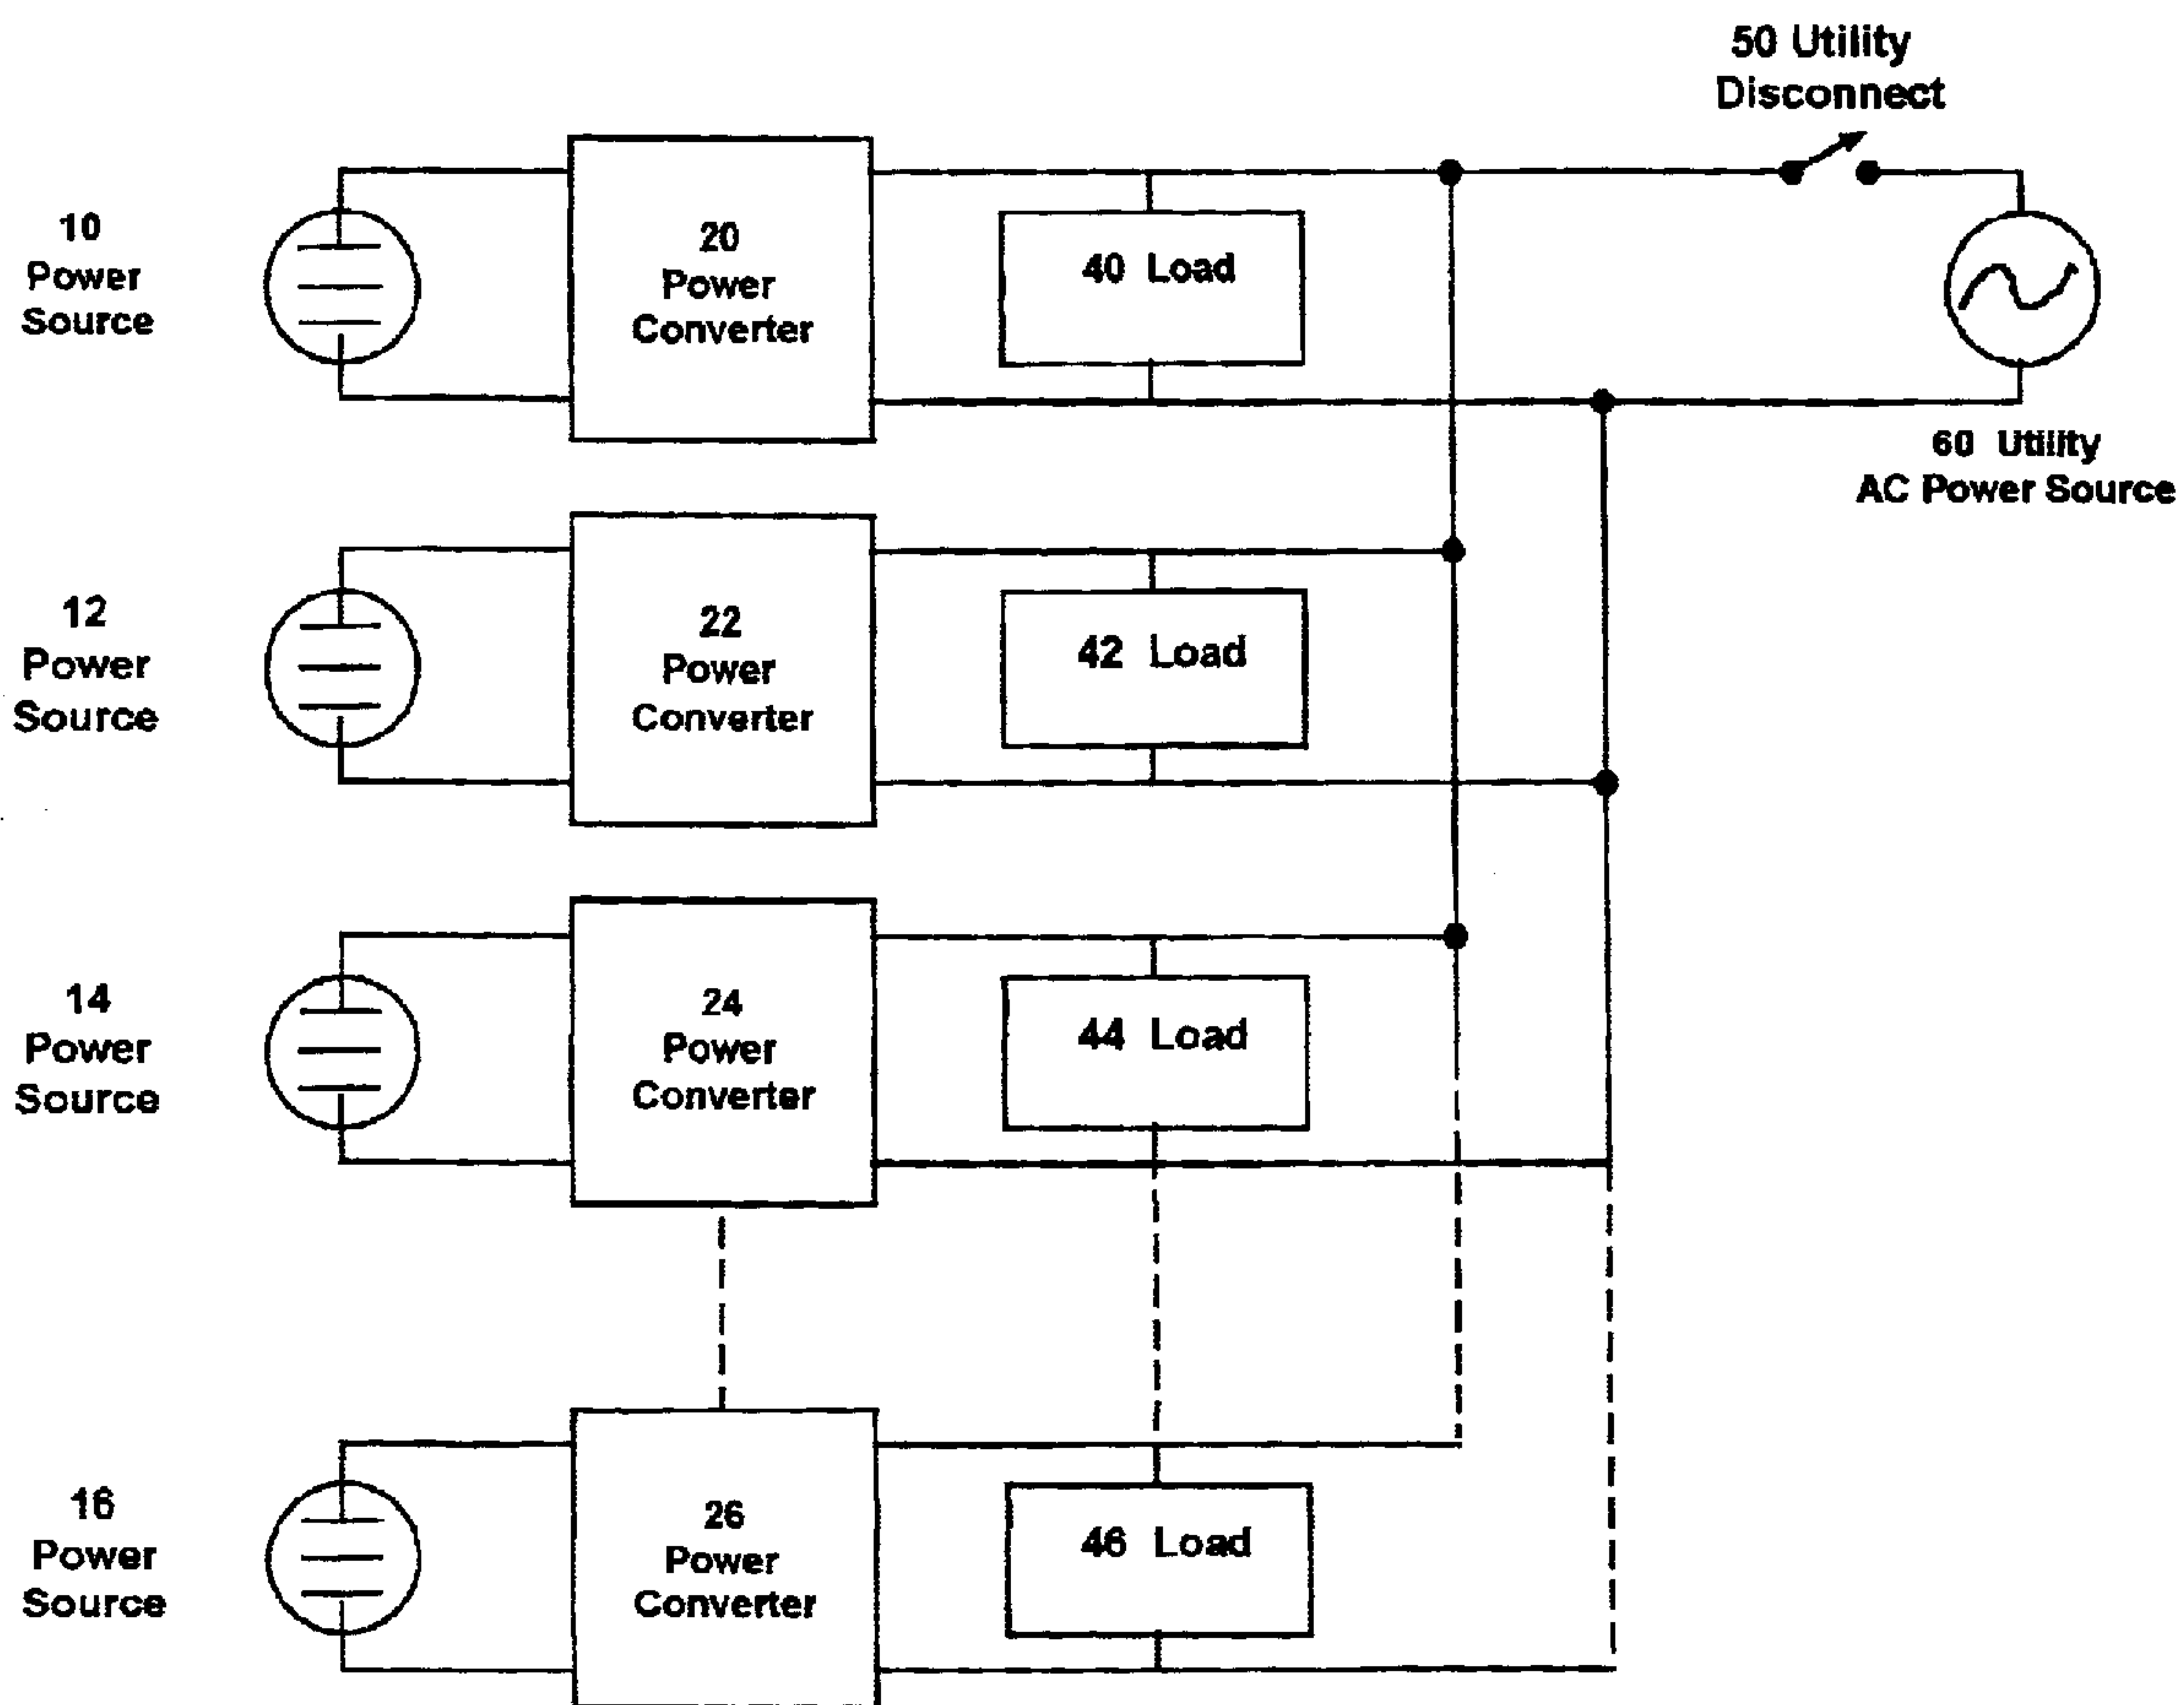 50 Utility
Disconnect
10
Power
Source
20
Power
Converter
40 Load
60 Utility
AC Power Source
12
Power
Source
22
Power
Converter
42 Load
14
Power
Source
24
Power
Converter
44 Load
16
Power
Source
26
Power
Converter
46 Load